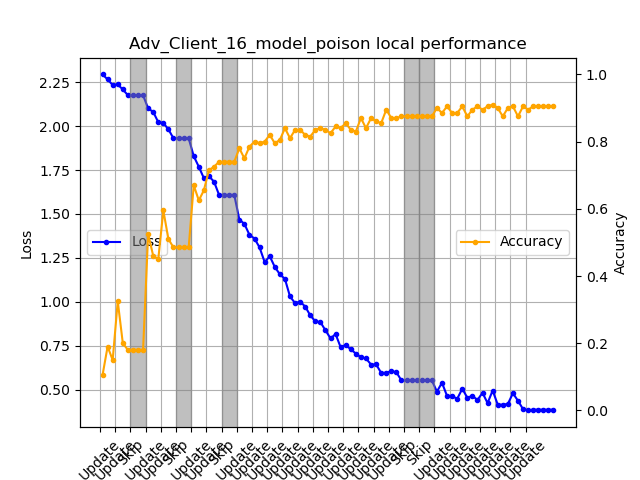 Adv_Client_16_model_poison local performance
2.25
2.00
1.75
1.50
1.25
1.00
0.75
0.50
Loss
Loss
Accuracy
1.0
0.8
0.6
0.4
0.2
0.0
Accuracy
Update
Update
Skip
Update
Skip
Update
Update
Skip
Update
Update
Update
Update
Update
Update
Update
Update
Update
Update
Skip
Skip
Update
Update
Update
Update
Update
Update